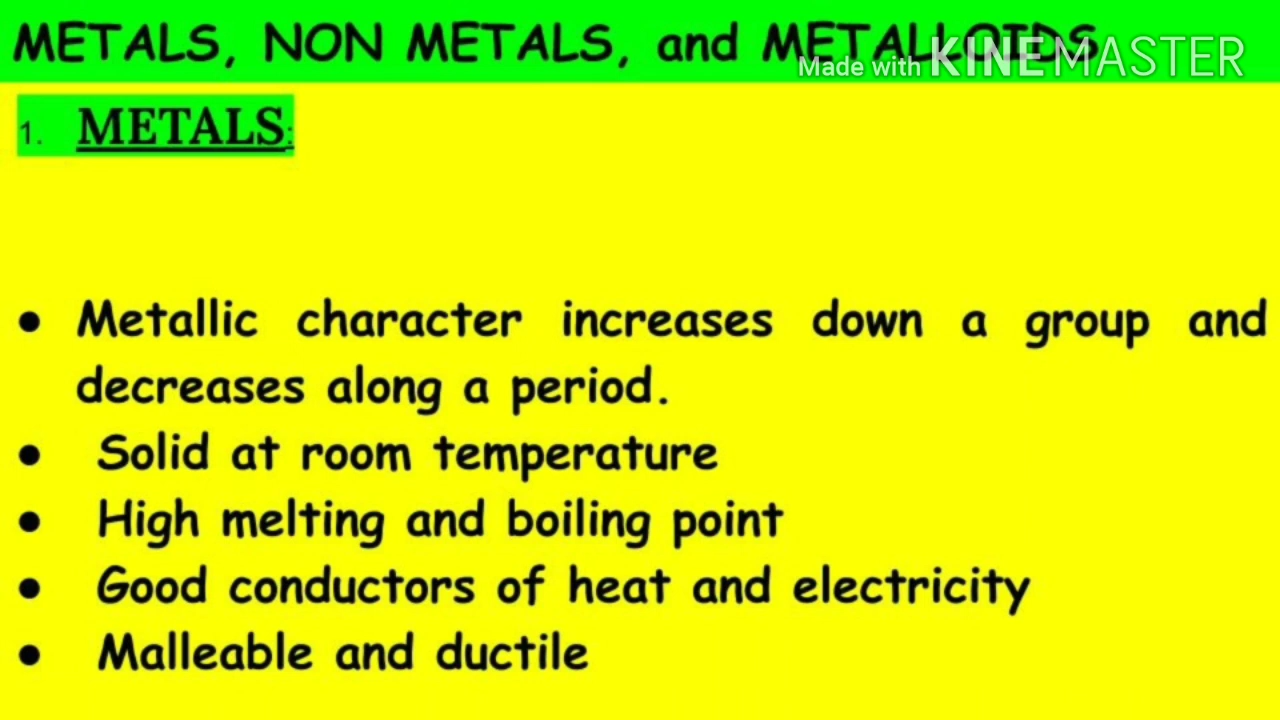 METALS, NON METALS, and METALLOIDS
Made with KINEMASTER
1. METALS:
● Metallic character increases down a group and
decreases along a period.
● Solid at room temperature
● High melting and boiling point
● Good conductors of heat and electricity
● Malleable and ductile